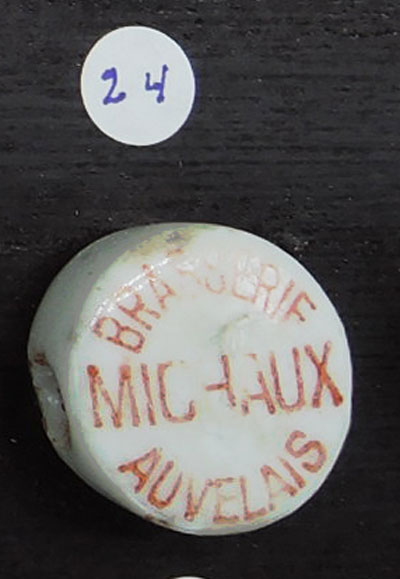 24
BRASSERIE
MICHAUX
AUVELAIS